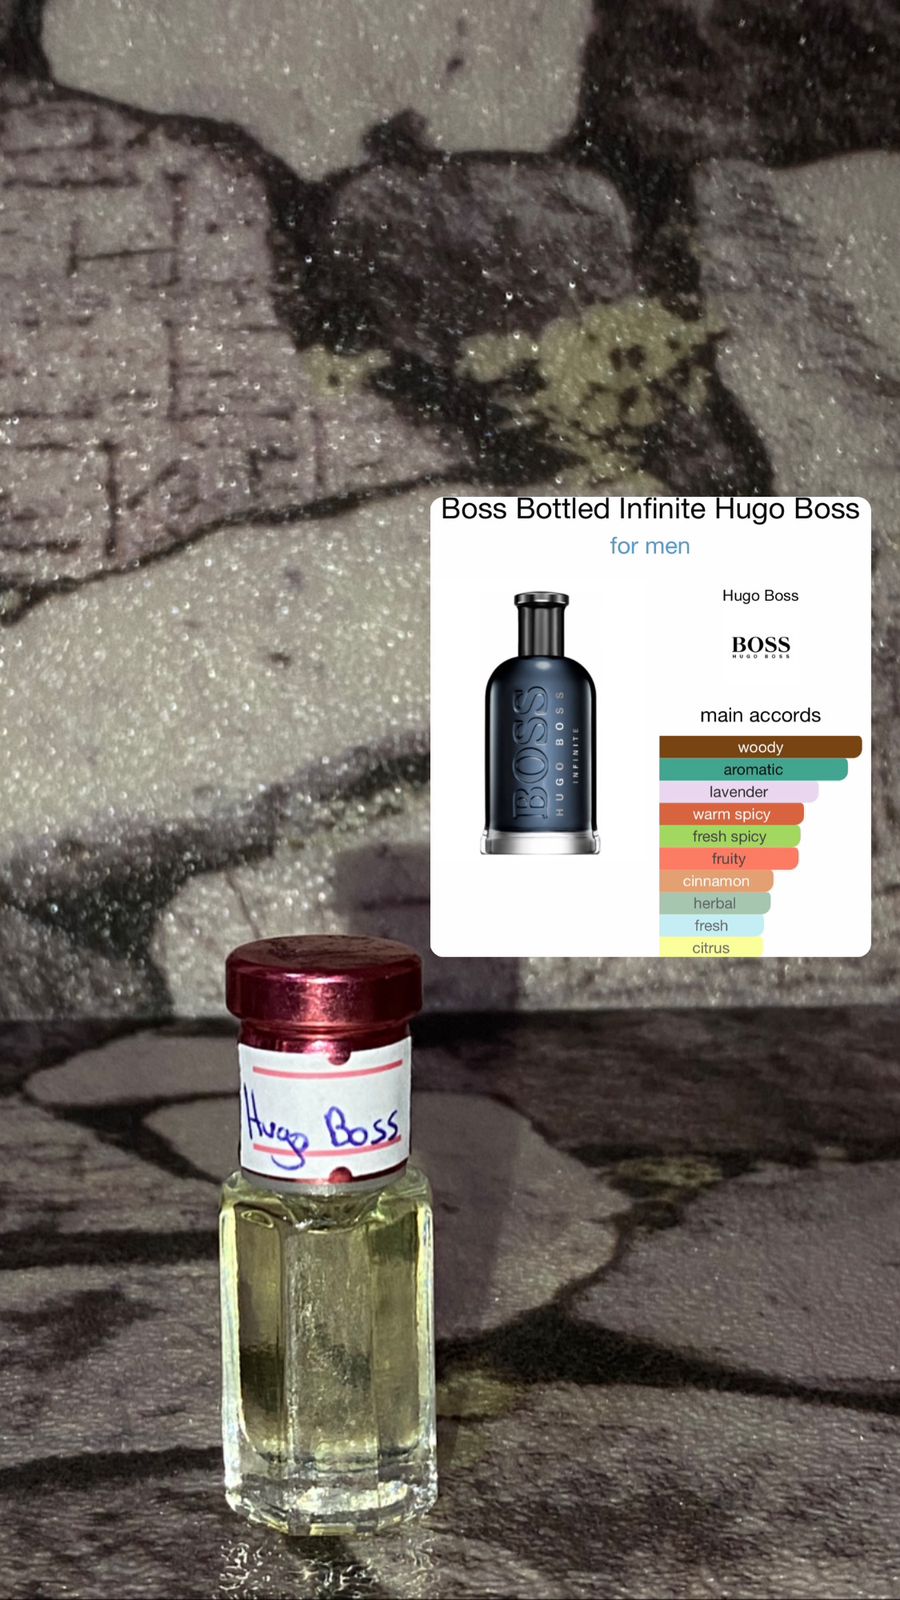 Boss Bottled Infinite Hugo Boss
for men
Hugo Boss
BOSS
HUGO BOSS
main accords
woody
aromatic
lavender
warm spicy
fresh spicy
fruity
cinnamon
herbal
fresh
citrus
BOSS
HUGO BOSS
INFINITE
Hugo Boss